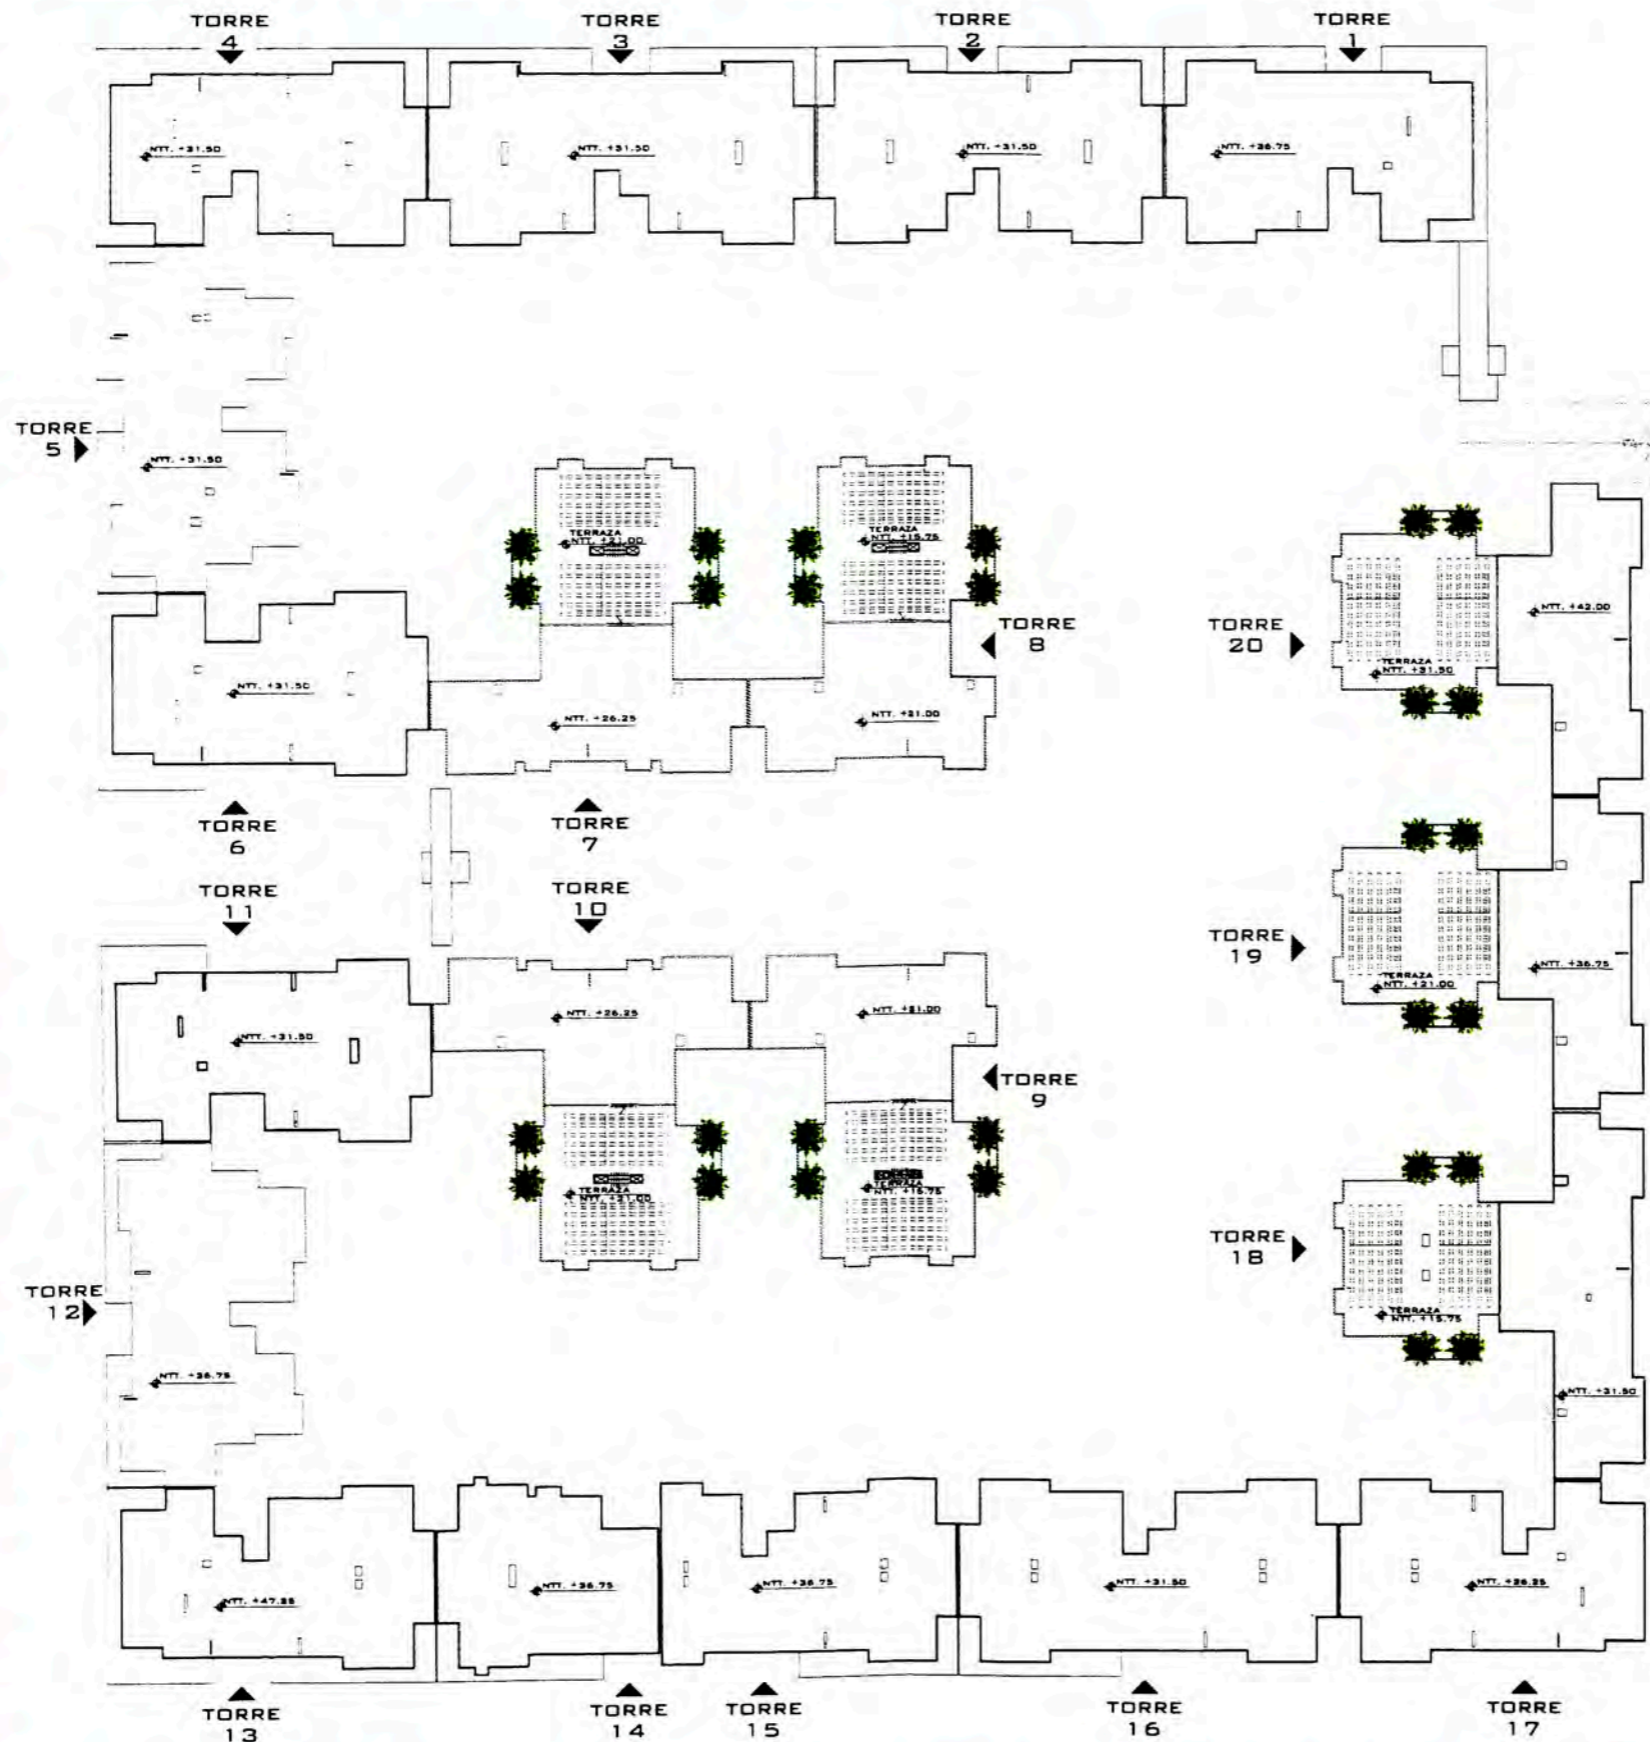 TORRE
4
TORRE
3
TORRE
2
TORRE
1
NTT. +31.50
NTT. +31.50
NTT. +31.50
NTT. +36.75
TORRE
5
NTT. +31.50
TERRAZA
NTT. +21.00
TERRAZA
NTT. +15.75
TORRE
8
TORRE
20
NTT. +42.00
TERRAZA
NTT. +31.50
NTT. +31.50
NTT. +26.25
NTT. +21.00
TORRE
6
TORRE
7
TORRE
11
TORRE
10
TORRE
19
NTT. +36.75
TERRAZA
NTT. +21.00
NTT. +31.50
NTT. +26.25
NTT. +21.00
TORRE
9
TERRAZA
NTT. +21.00
TERRAZA
NTT. +15.75
TORRE
18
TERRAZA
NTT. +15.75
TORRE
12
NTT. +36.75
NTT. +31.50
NTT. +47.25
NTT. +36.75
NTT. +36.75
NTT. +31.50
NTT. +26.25
TORRE
13
TORRE
14
TORRE
15
TORRE
16
TORRE
17